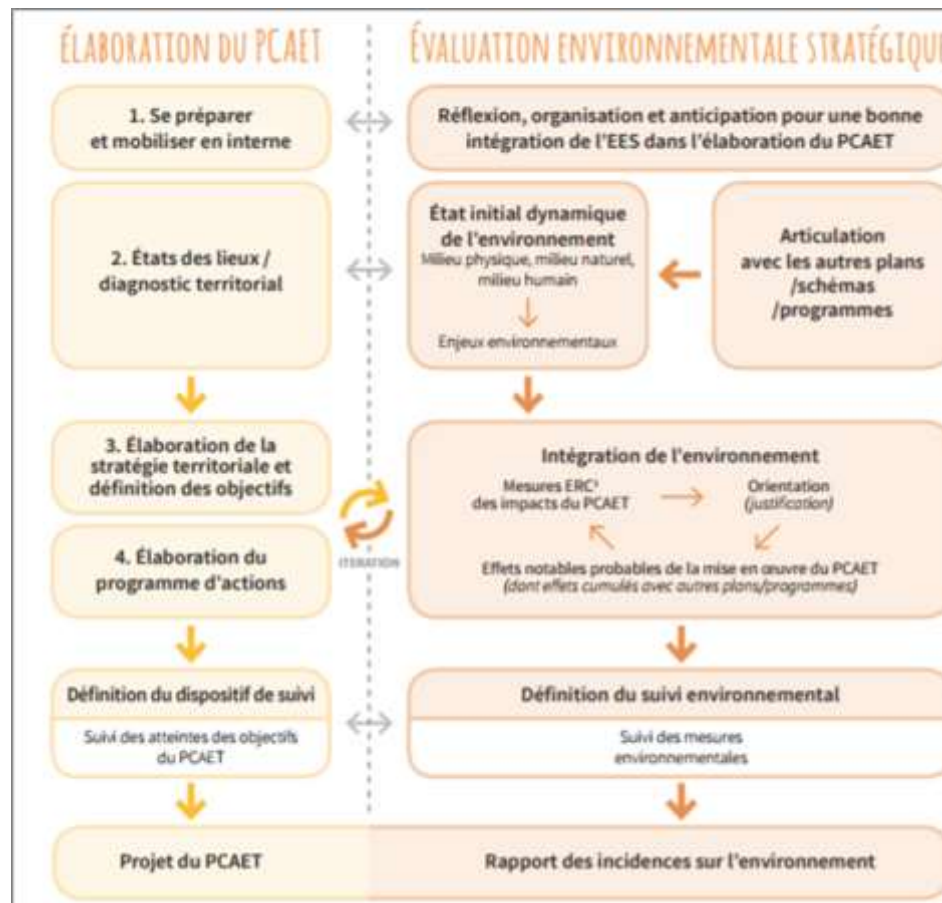 ÉLABORATION DU PCAET
ÉVALUATION ENVIRONNEMENTALE STRATÉGIQUE
1. Se préparer
et mobiliser en interne
Réflexion, organisation et anticipation pour une bonne
intégration de l'EES dans l'élaboration du PCAET
2. États des lieux /
diagnostic territorial
État initial dynamique
de l'environnement
Milieu physique, milieu naturel,
milieu humain
Enjeux environnementaux
Articulation
avec les autres plans
/schémas
/programmes
3. Élaboration de la
stratégie territoriale et
définition des objectifs
4. Élaboration du
programme d'actions
ITERATION
Intégration de l'environnement
Mesures ERC¹
des impacts du PCAET
Orientation
(justification)
Effets notables probables de la mise en œuvre du PCAET
(dont effets cumulés avec autres plans/programmes)
Définition du dispositif de suivi
Suivi des atteintes des objectifs
du PCAET
Définition du suivi environnemental
Suivi des mesures
environnementales
Projet du PCAET
Rapport des incidences sur l'environnement